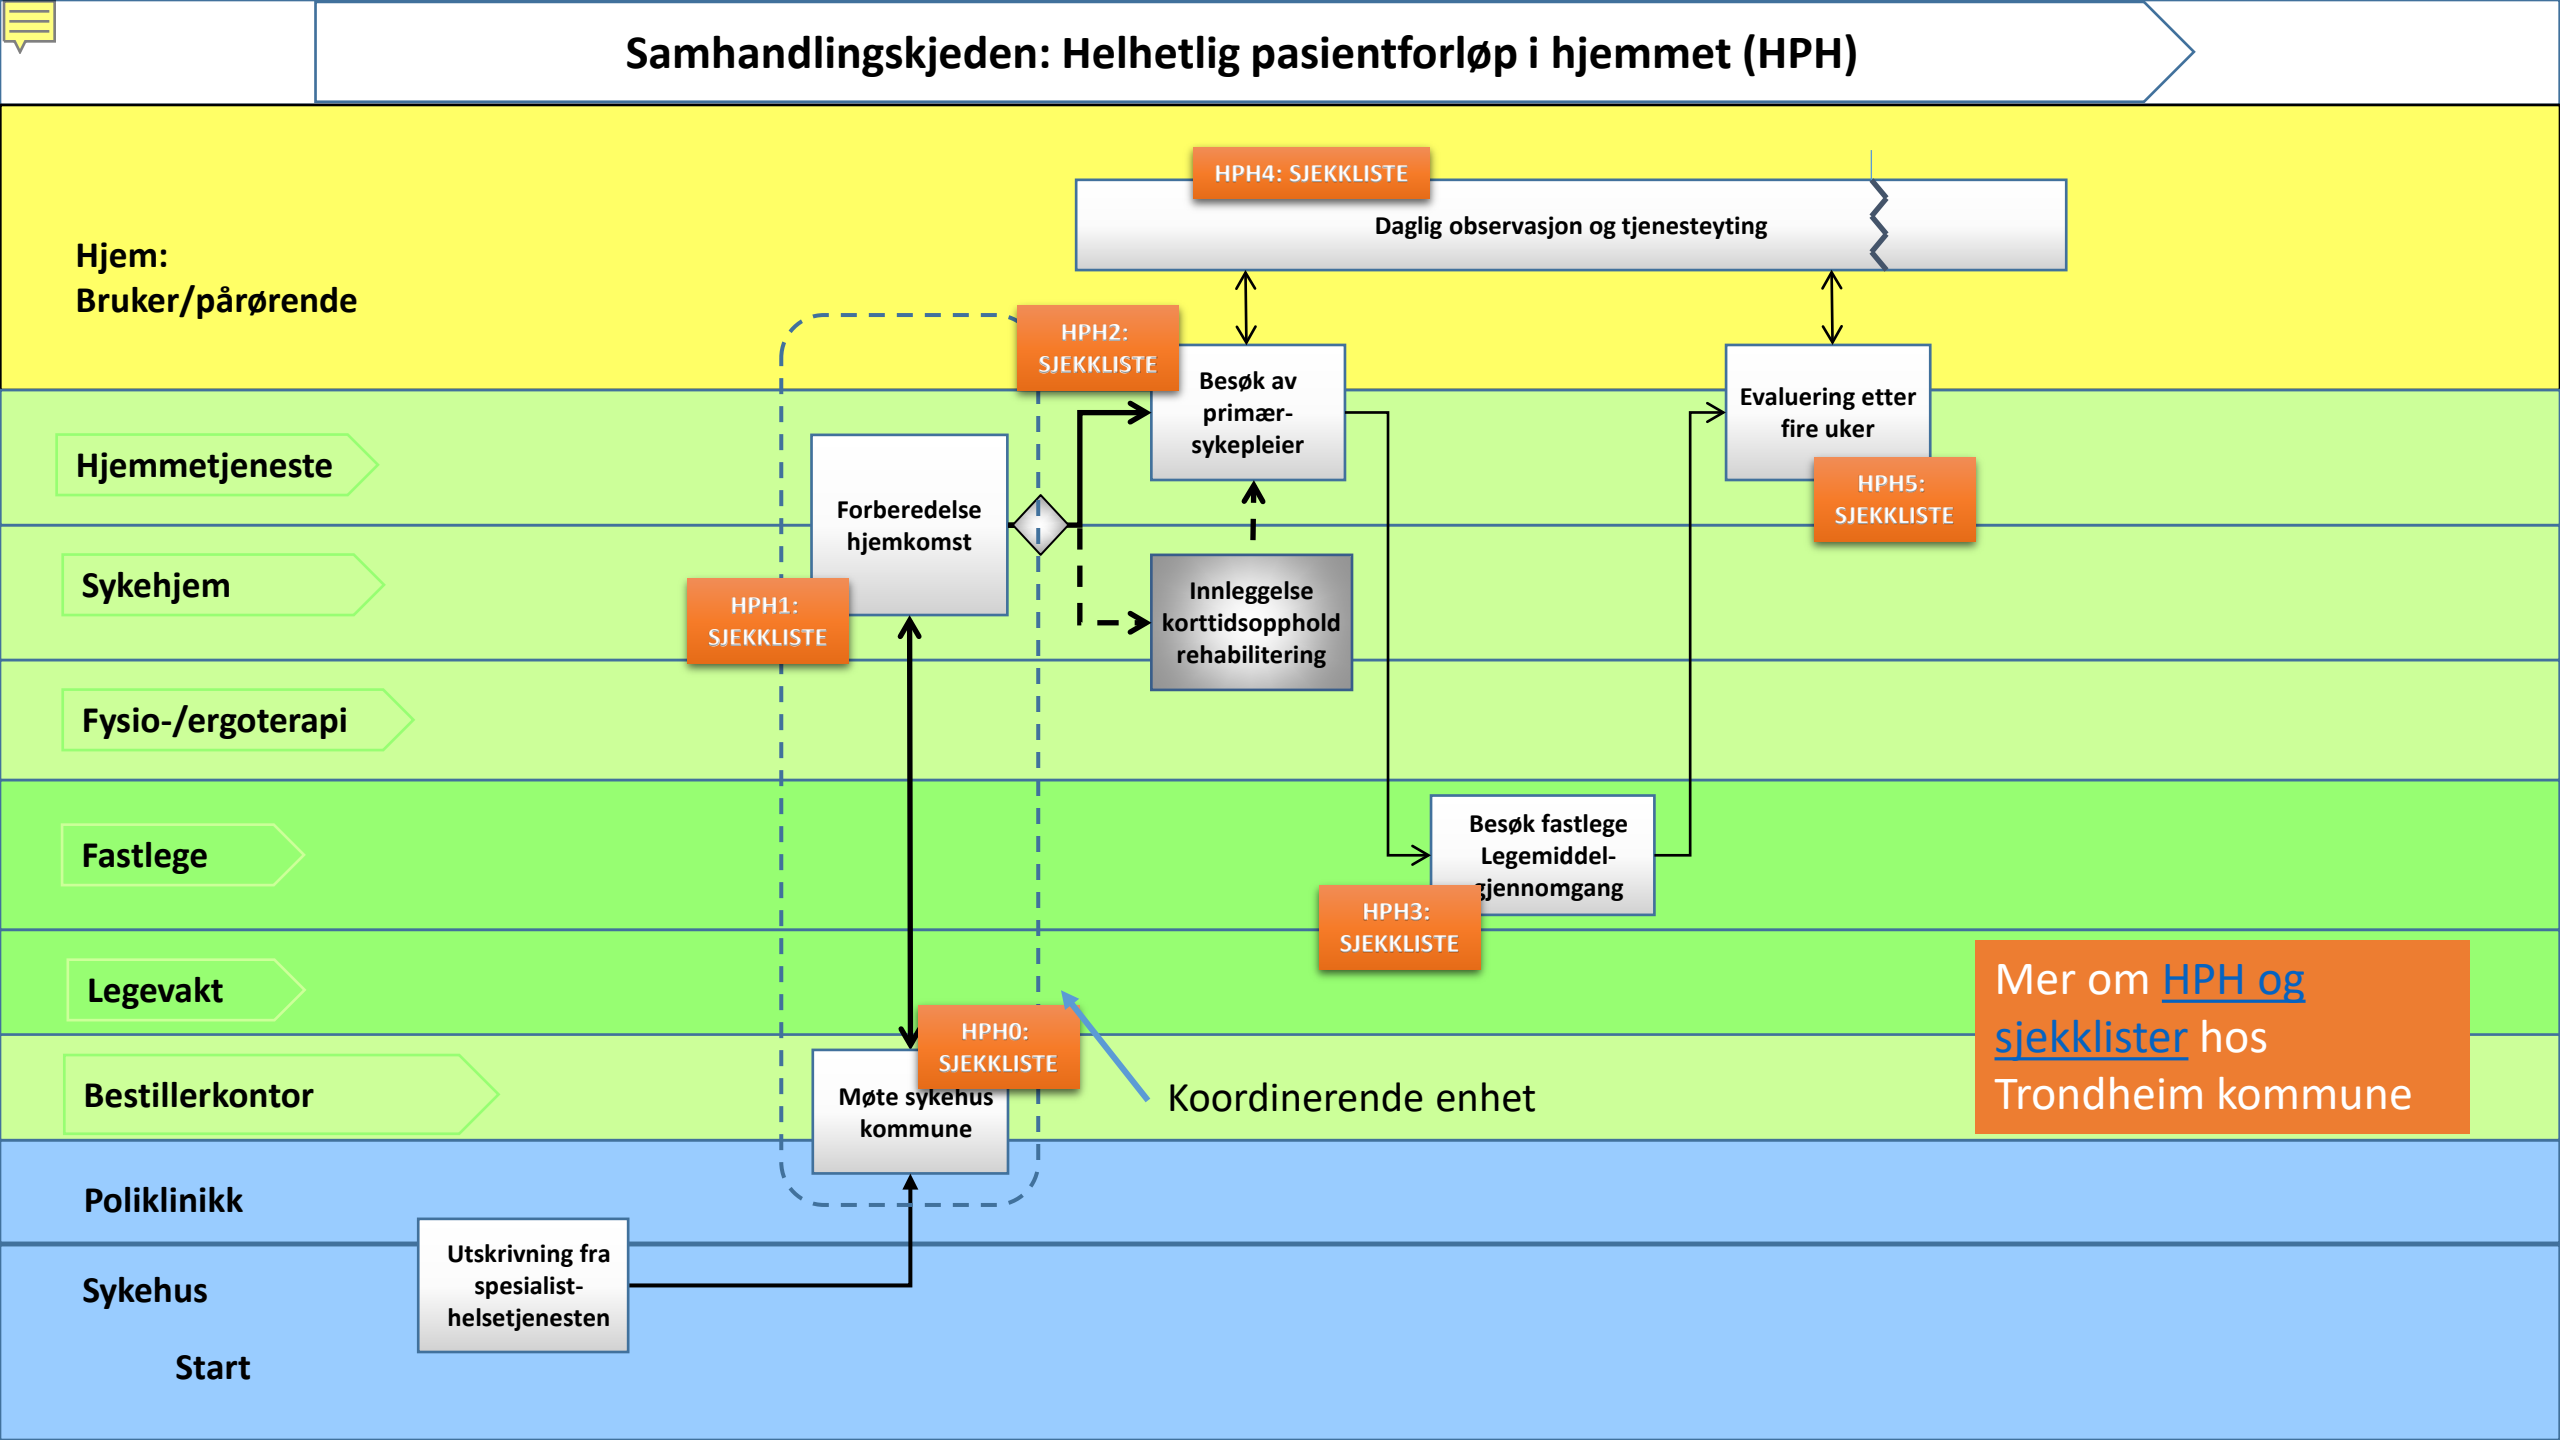 Samhandlingskjeden: Helhetlig pasientforløp i hjemmet (HPH)
HPH4: SJEKKLISTE
Daglig observasjon og tjenesteyting
Hjem:
Bruker/pårørende
HPH2:
SJEKKLISTE
Besøk av
primær-
sykepleier
Evaluering etter
fire uker
HPH5:
SJEKKLISTE
Hjemmetjeneste
Forberedelse
hjemkomst
Sykehjem
HPH1:
SJEKKLISTE
Innleggelse
korttidsopphold
rehabilitering
Fysio-/ergoterapi
Fastlege
Besøk fastlege
Legemiddel-
gjennomgang
HPH3:
SJEKKLISTE
Legevakt
HPH0:
SJEKKLISTE
Mer om HPH og
sjekklister hos
Trondheim kommune
Bestillerkontor
Møte sykehus
kommune
Koordinerende enhet
Poliklinikk
Utskrivning fra
spesialist-
helsetjenesten
Sykehus
Start